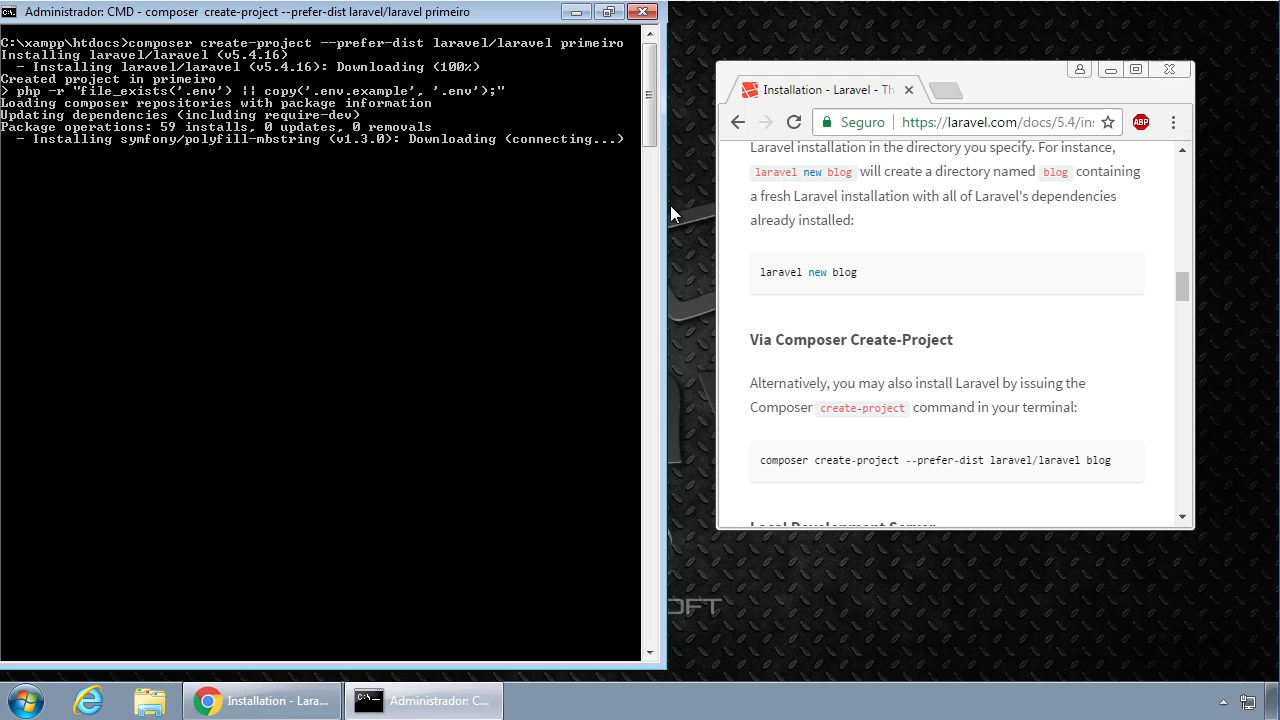 Administrador: CMD - composer create-project --prefer-dist laravel/laravel primeiro
C:\xampp\htdocs>composer create-project --prefer-dist laravel/laravel primeiro
Installing laravel/laravel (v5.4.16)
- Installing laravel/laravel (v5.4.16): Downloading (100%)
Created project in primeiro
> php -r "file_exists('.env') || copy('.env.example', '.env');"
Loading composer repositories with package information
Updating dependencies (including require-dev)
Package operations: 59 installs, 0 updates, 0 removals
- Installing symfony/polyfill-mbstring (v1.3.0): Downloading (connecting...)
Installation - Laravel - Th
Seguro
https://laravel.com/docs/5.4/ins
ABP
Laravel installation in the directory you specify. For instance,
laravel new blog will create a directory named blog containing
a fresh Laravel installation with all of Laravel's dependencies
already installed:
laravel new blog
Via Composer Create-Project
Alternatively, you may also install Laravel by issuing the
Composer create-project command in your terminal:
composer create-project --prefer-dist laravel/laravel blog
Local Development Server
Installation - Lara...
Administrador: C...